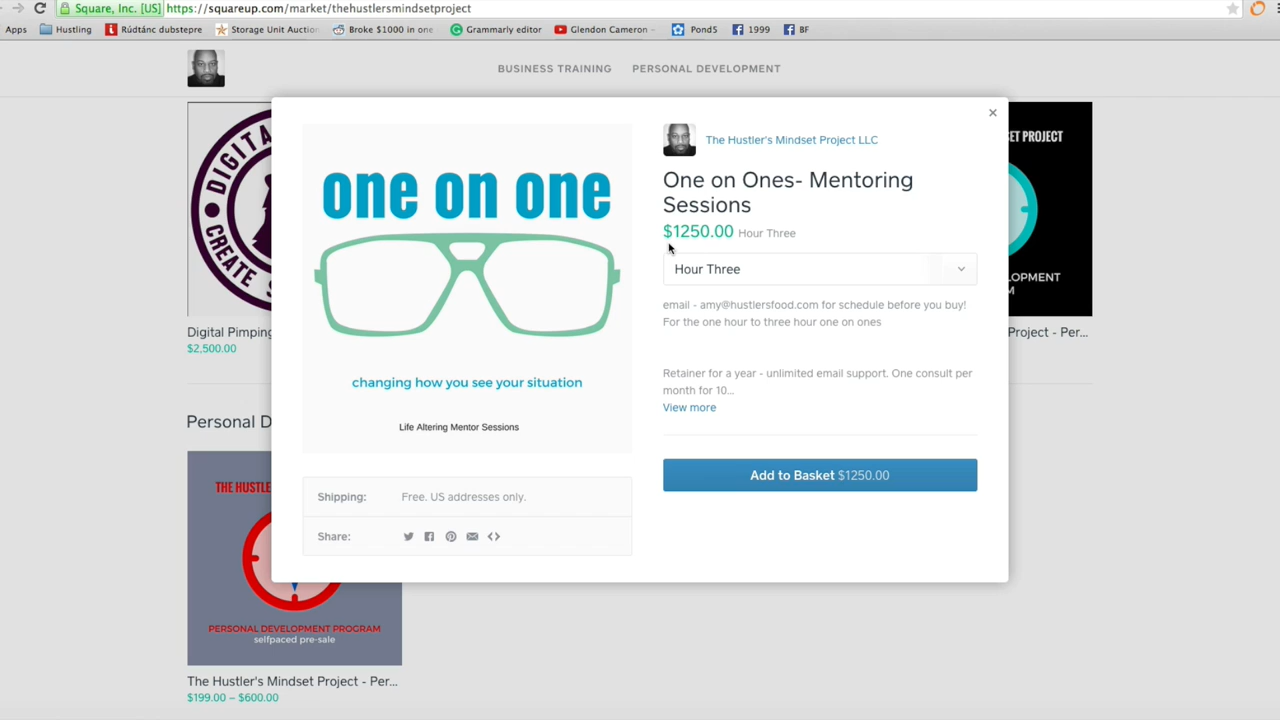 Square, Inc. [US] https://squareup.com/market/thehustlersmindsetproject
Apps Hustling Rúdtánc dubstepre Storage Unit Auctio Broke $1000 in one Grammarly editor Glendon Cameron - Pond5 1999 BF
BUSINESS TRAINING PERSONAL DEVELOPMENT
DIGITAL
CREATE S
Digital Pimping
$2,500.00
Personal D
THE HUSTLE
PERSONAL DEVELOPMENT PROGRAM
selfpaced pre-sale
The Hustler's Mindset Project - Per...
$199.00 – $600.00
one on one
changing how you see your situation
Life Altering Mentor Sessions
Shipping: Free. US addresses only.
Share:
The Hustler's Mindset Project LLC
One on Ones- Mentoring
Sessions
$1250.00 Hour Three
Hour Three
email - amy@hustlersfood.com for schedule before you buy!
For the one hour to three hour one on ones
Retainer for a year - unlimited email support. One consult per
month for 10...
View more
Add to Basket $1250.00
SET PROJECT
LOPMENT
M
Project - Per...